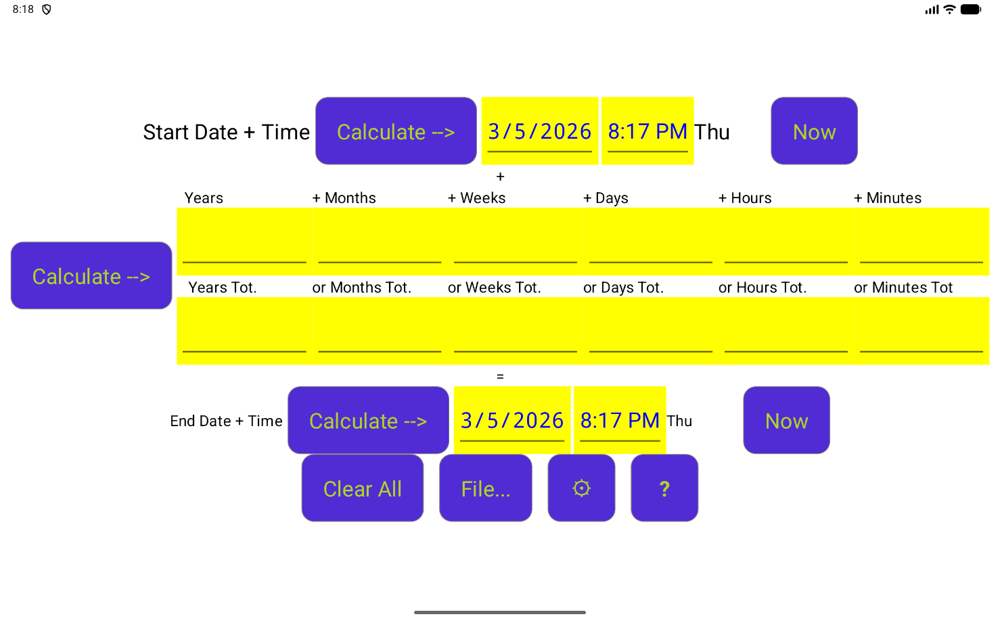 8:18
Start Date + Time Calculate --> 3/5/2026 8:17 PM Thu Now
+
Years + Months + Weeks + Days + Hours + Minutes
Calculate -->
Years Tot. or Months Tot. or Weeks Tot. or Days Tot. or Hours Tot. or Minutes Tot
=
End Date + Time Calculate --> 3/5/2026 8:17 PM Thu Now
Clear All File... ?